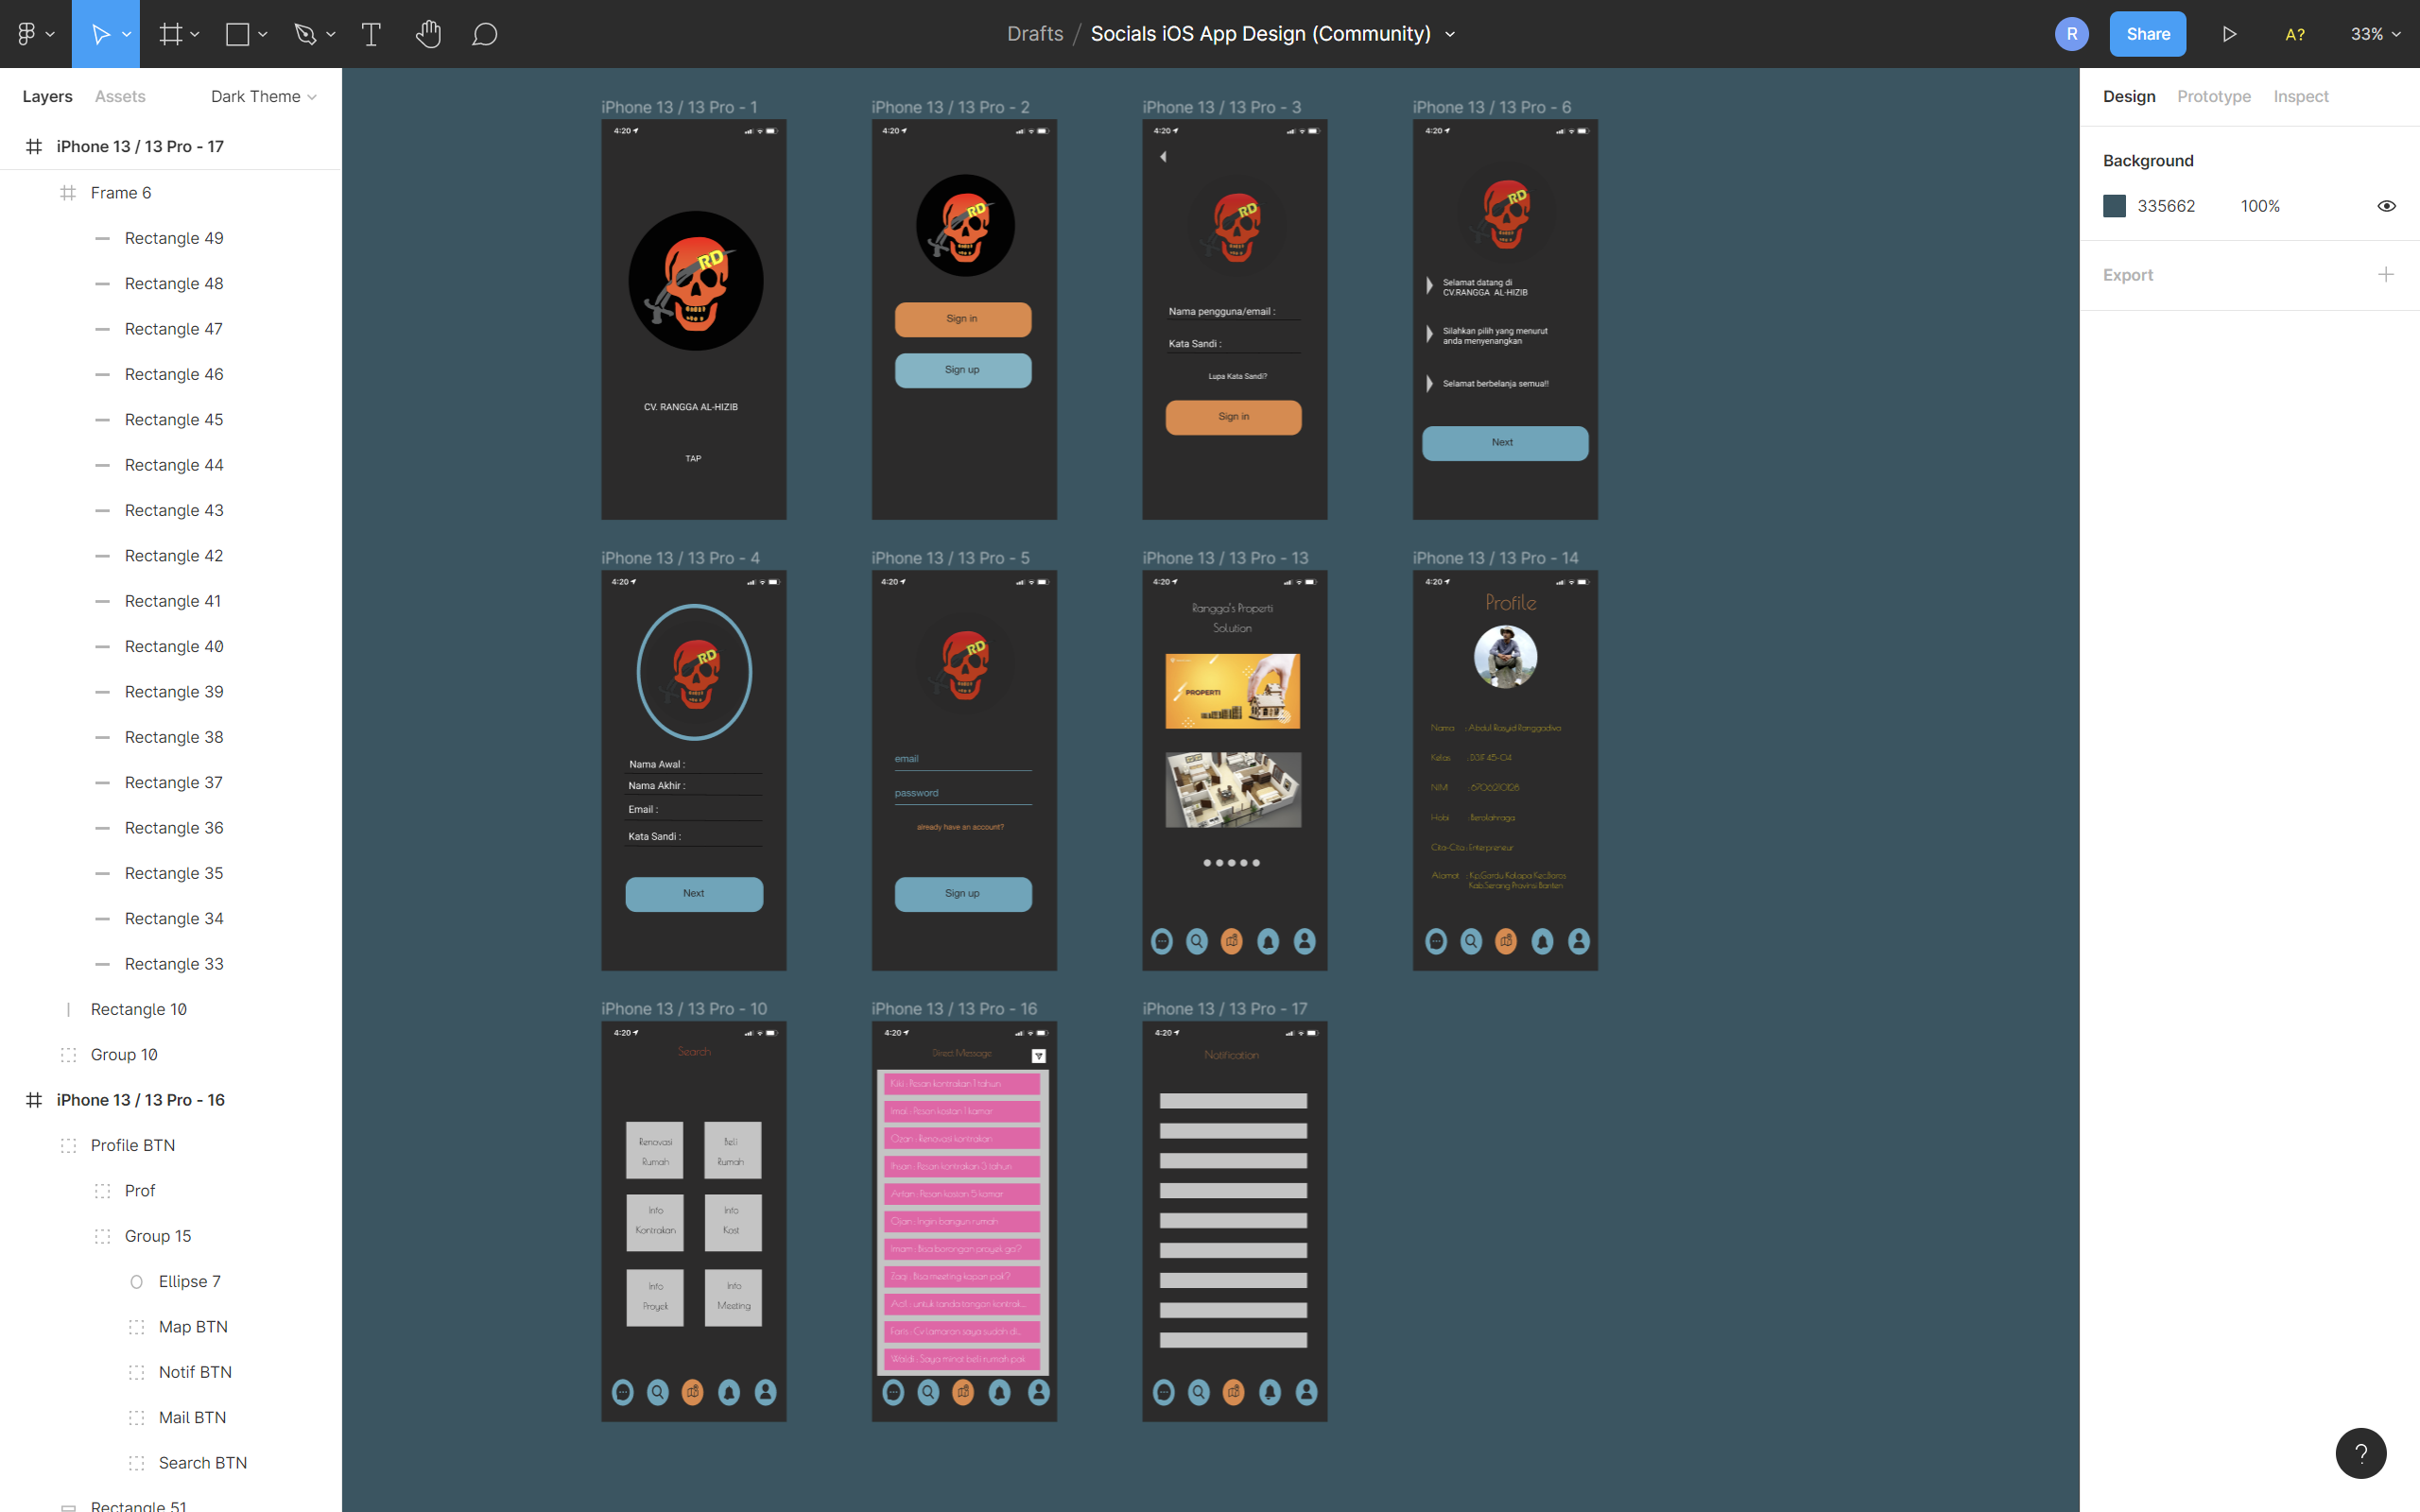 Drafts / Socials iOS App Design (Community)
R
Share
A?
33%
Layers
Assets
Dark Theme
iPhone 13 / 13 Pro - 17
Frame 6
Rectangle 49
Rectangle 48
Rectangle 47
Rectangle 46
Rectangle 45
Rectangle 44
Rectangle 43
Rectangle 42
Rectangle 41
Rectangle 40
Rectangle 39
Rectangle 38
Rectangle 37
Rectangle 36
Rectangle 35
Rectangle 34
Rectangle 33
Rectangle 10
Group 10
iPhone 13 / 13 Pro - 16
Profile BTN
Prof
Group 15
Ellipse 7
Map BTN
Notif BTN
Mail BTN
Search BTN
Rectangle 51
iPhone 13 / 13 Pro - 1
4:20
RD
CV. RANGGA AL-HIZIB
TAP
iPhone 13 / 13 Pro - 2
4:20
RD
Sign in
Sign up
iPhone 13 / 13 Pro - 3
4:20
RD
Nama pengguna/email :
Kata Sandi :
Lupa Kata Sandi?
Sign in
iPhone 13 / 13 Pro - 6
4:20
RD
Selamat datang di
CV.RANGGA AL-HIZIB
Silahkan pilih yang menurut
anda menyenangkan
Selamat berbelanja semua!!
Next
iPhone 13 / 13 Pro - 4
4:20
RD
Nama Awal :
Nama Akhir :
Email :
Kata Sandi :
Next
iPhone 13 / 13 Pro - 5
4:20
RD
email
password
already have an account?
Sign up
iPhone 13 / 13 Pro - 13
4:20
Rangga's Properti
Solution
PROPERTI
iPhone 13 / 13 Pro - 14
4:20
Profile
Nama : Abdul Rasyid Ranggadiva
Kelas : D3IF 45-04
NIM : 6706210126
Hobi : Berollahraga
Cita-Cita : Enterpreneur
Alamat : Kp.Gardu Kallapa Kec.Baros
Kab.Serang Provinsi Banten
iPhone 13 / 13 Pro - 10
4:20
Search
Renovasi
Rumah
Beli
Rumah
Info
Kontrakan
Info
Kost
Info
Proyek
Info
Meeting
iPhone 13 / 13 Pro - 16
4:20
Direct Message
Kiki : Pesan kontrakan 1 tahun
Imal : Pesan kostan 1 kamar
Ozan : Renovasi kontrakan
Ihsan : Pesan kontrakan 3 tahun
Arfan : Pesan kostan 5 kamar
Ojan : Ingin bangun rumah
Imam : Bisa borongan proyek ga?
Zaqi : Bisa meeting kapan pak?
: untuk tanda tangan kontrak...
Faris : Cv lamaran saya sudah di...
Waldi : Saya minat beli rumah pak
iPhone 13 / 13 Pro - 17
4:20
Notification
Design
Prototype
Inspect
Background
335662
100%
Export
?